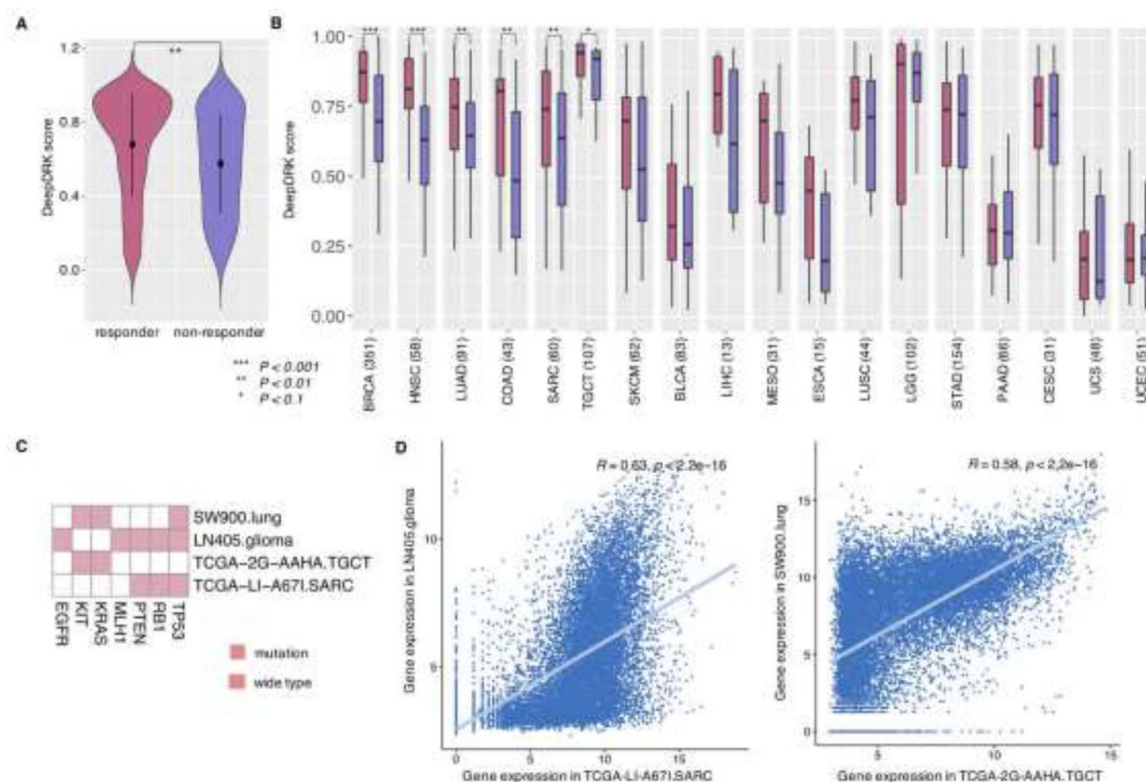 A
1.2
0.8
0.4
0.0
DeepDRK score
**
responder
non-responder
*** P < 0.001
** P < 0.01
* P < 0.1
B
1.00
0.75
0.50
0.25
0.00
DeepDRK score
***
***
**
**
**
*
BRCA (351)
HNSC (58)
LUAD (91)
COAD (43)
SARC (60)
TGCT (107)
SKCM (62)
BLCA (83)
LIHC (13)
MESO (31)
ESCA (15)
LUSC (44)
LGG (102)
STAD (154)
PAAD (66)
CESC (31)
UCS (48)
UCEC (51)
C
SW900.lung
LN405.glioma
TCGA-2G-AAHA.TGCT
TCGA-LI-A67I.SARC
EGFR
KIT
KRAS
MLH1
PTEN
RB1
TP53
mutation
wide type
D
R = 0.63, p < 2.2e-16
10
5
0
5
10
15
Gene expression in LN405.glioma
Gene expression in TCGA-LI-A67I.SARC
R = 0.58, p < 2.2e-16
15
10
5
0
5
10
15
Gene expression in SW900.lung
Gene expression in TCGA-2G-AAHA.TGCT